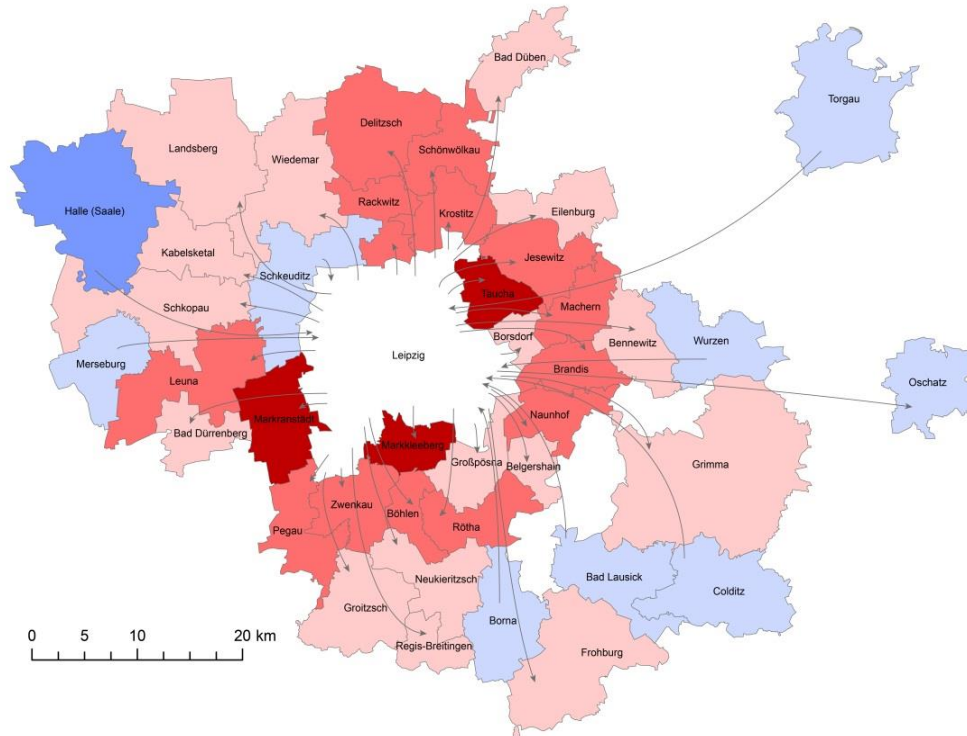 Bad Düben
Torgau
Delitzsch
Landsberg
Schönwölkau
Wiedemar
Rackwitz
Halle (Saale)
Krostitz
Eilenburg
Kabelsketal
Jesewitz
Schkeuditz
Taucha
Schkopau
Machern
Borsdorf
Wurzen
Bennewitz
Leipzig
Merseburg
Brandis
Leuna
Oschatz
Naunhof
Markranstädt
Bad Dürrenberg
Markkleeberg
Großpösna
Belgershain
Grimma
Zwenkau
Böhlen
Pegau
Rötha
Neukieritzsch
Bad Lausick
Colditz
Groitzsch
Borna
Regis-Breitingen
Frohburg
0 5 10 20 km